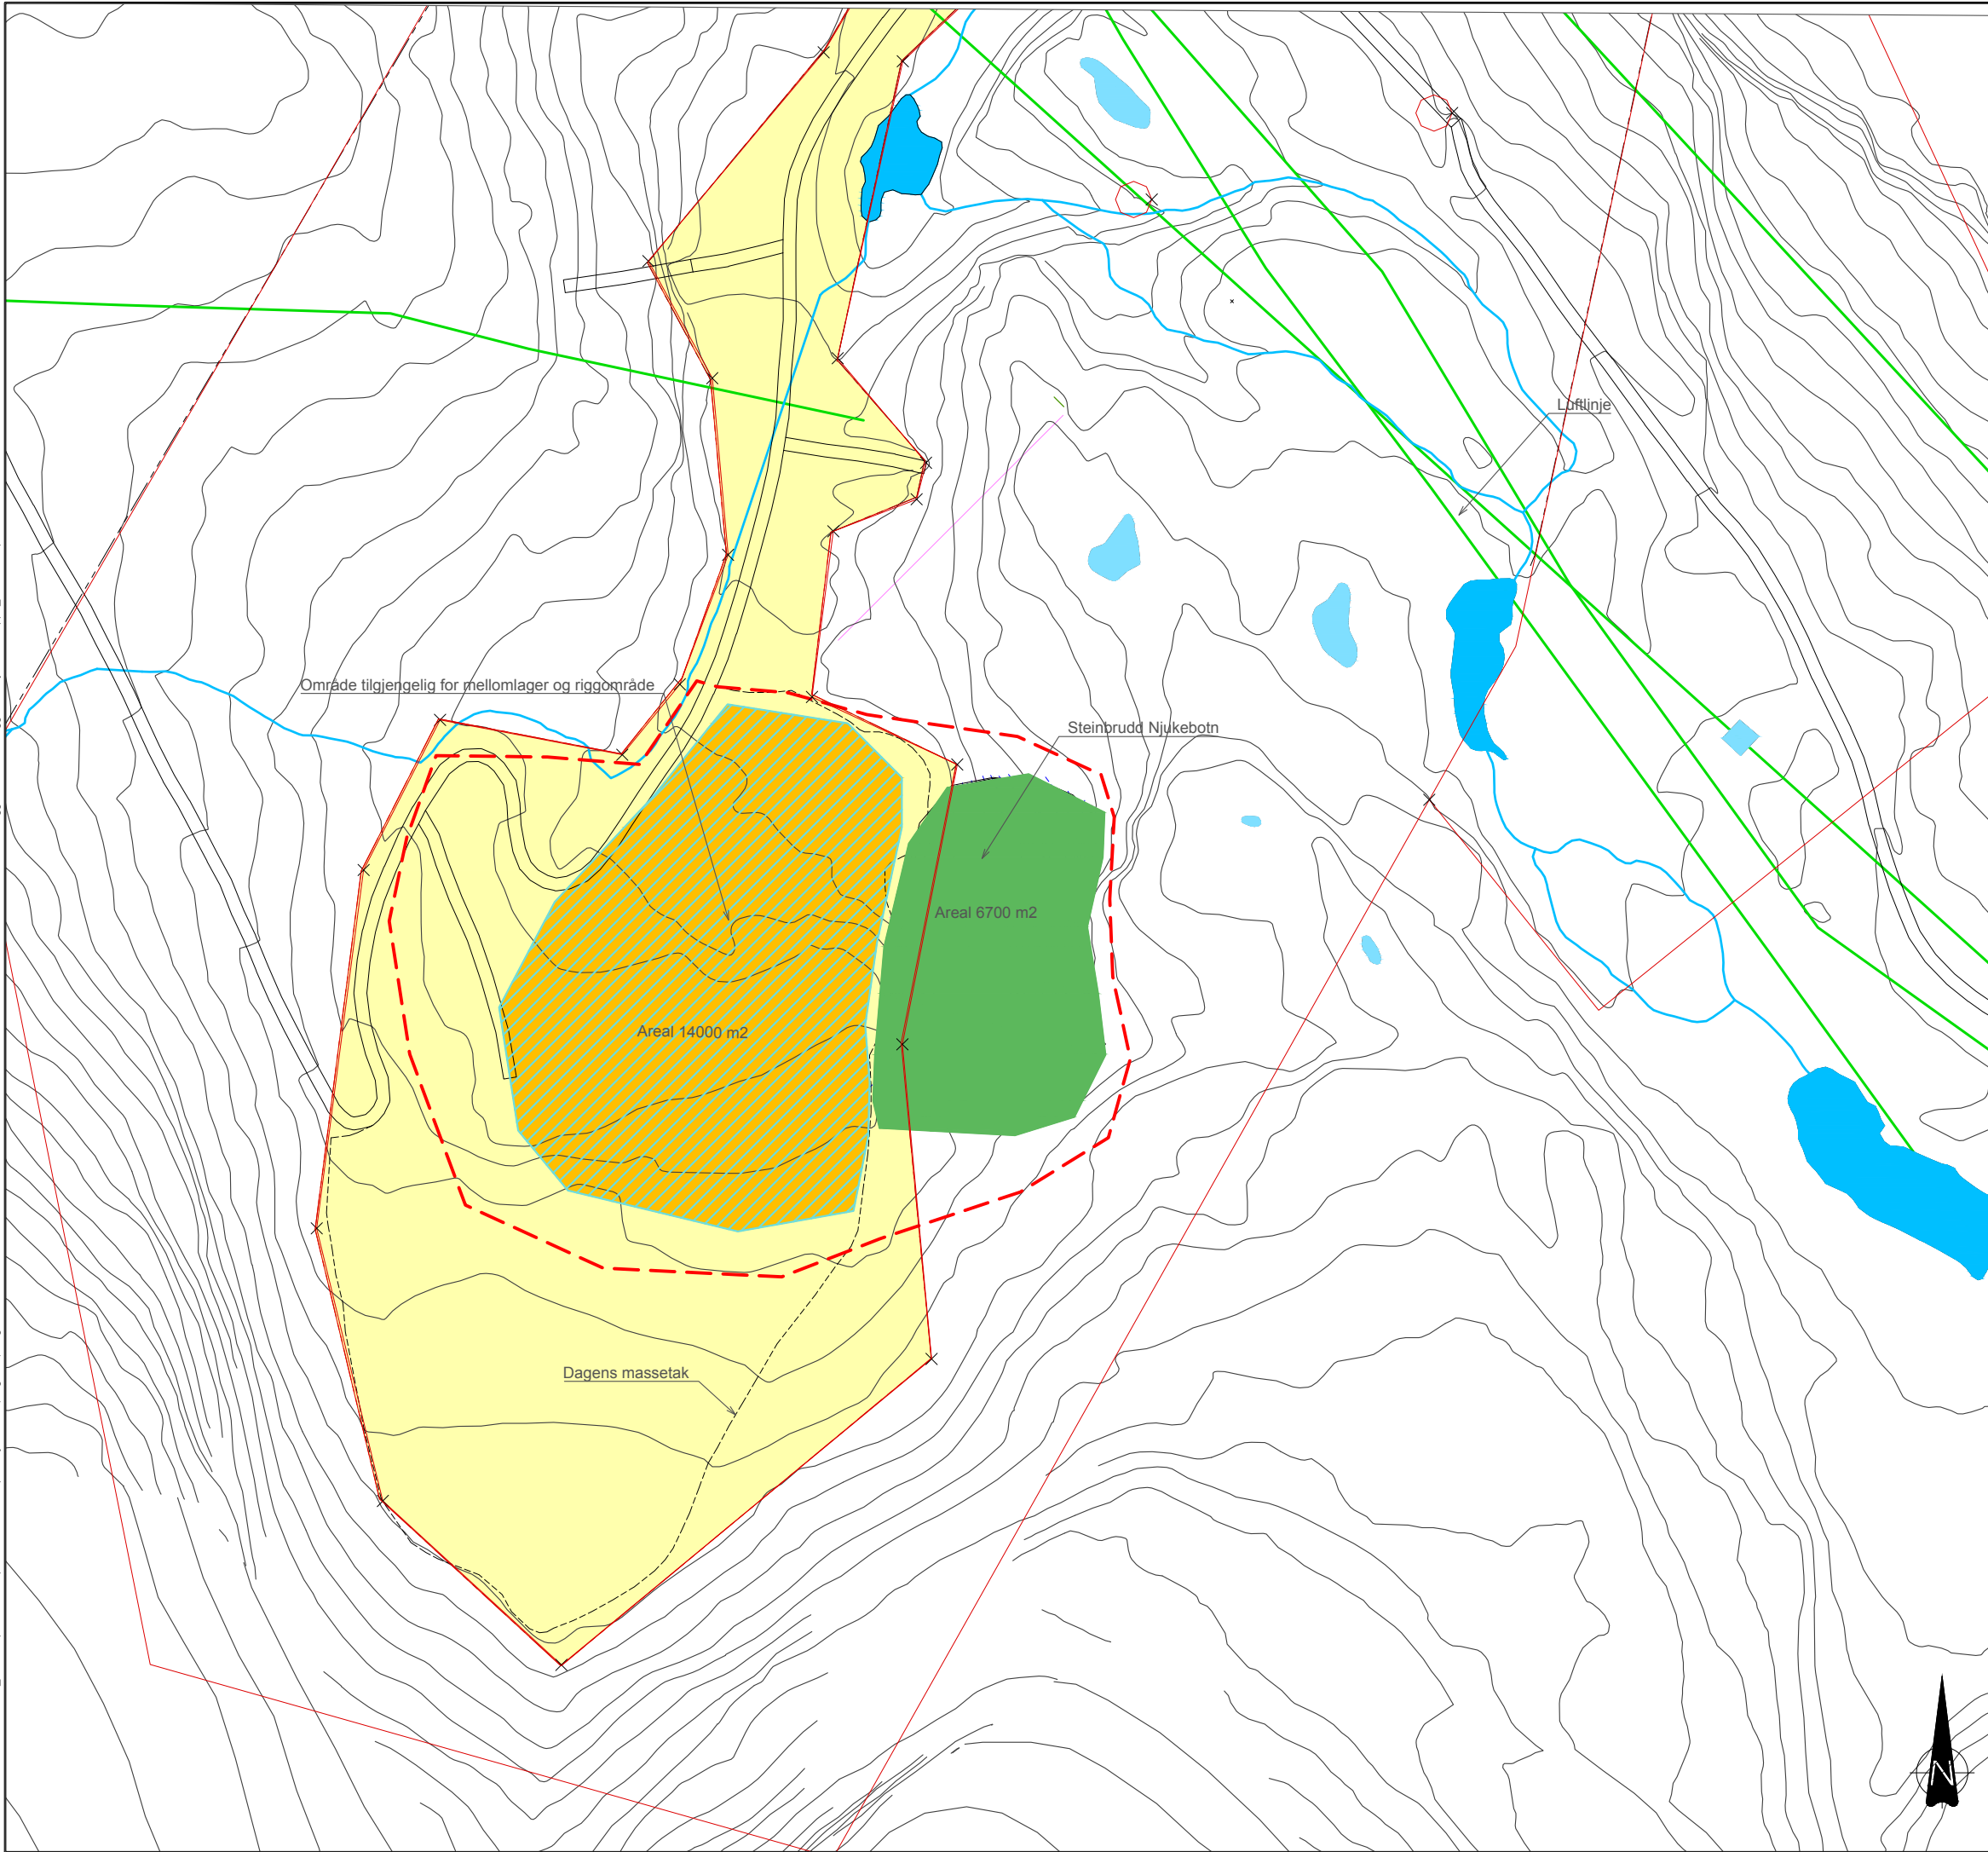 Luftlinje
Område tilgjengelig for mellomlager og riggområde
Steinbrudd Njukebotn
Areal 6700 m2
Areal 14000 m2
Dagens massetak
N